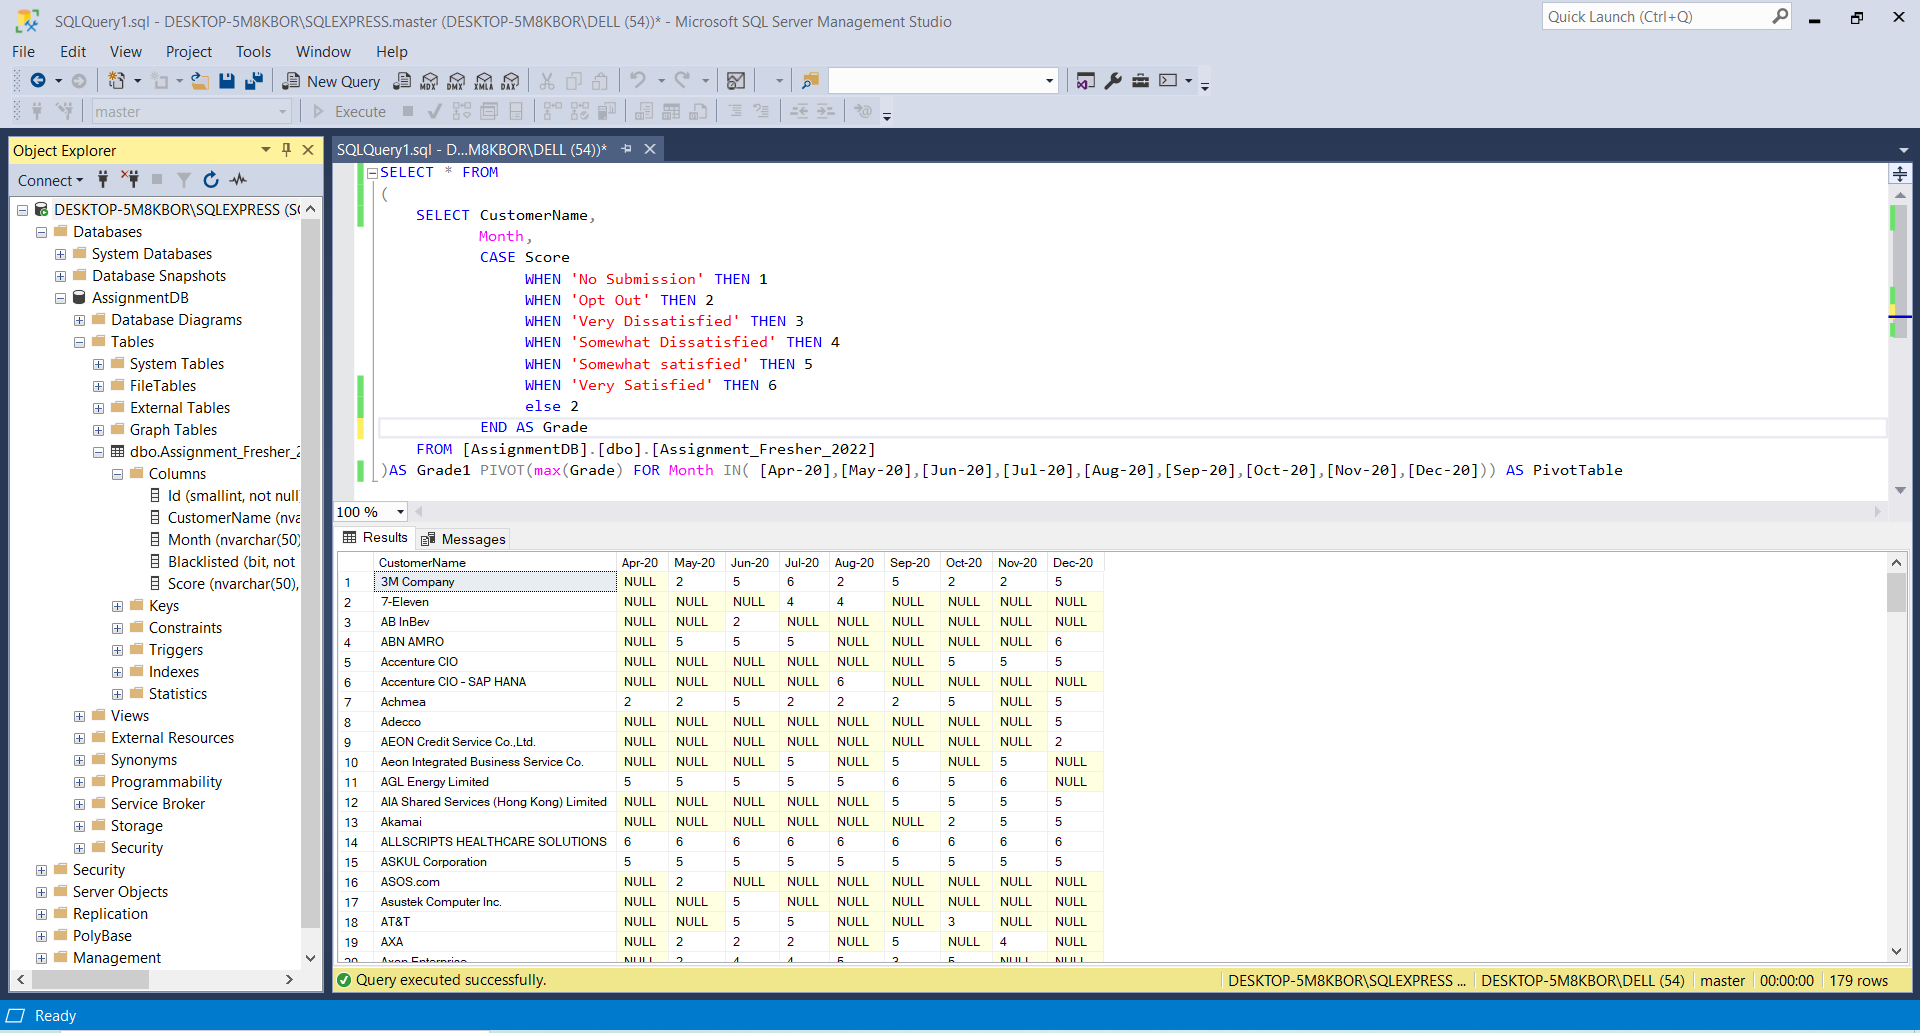 SQLQuery1.sql - DESKTOP-5M8KBOR\SQLEXPRESS.master (DESKTOP-5M8KBOR\DELL (54))* - Microsoft SQL Server Management Studio
Quick Launch (Ctrl+Q)
File Edit View Project Tools Window Help
New Query MDX DMX XMLA DAX
master Execute
Object Explorer
Connect
DESKTOP-5M8KBOR\SQLEXPRESS (S
Databases
System Databases
Database Snapshots
AssignmentDB
Database Diagrams
Tables
System Tables
FileTables
External Tables
Graph Tables
dbo.Assignment_Fresher_2
Columns
Id (smallint, not null
CustomerName (nva
Month (nvarchar(50)
Blacklisted (bit, not
Score (nvarchar(50),
Keys
Constraints
Triggers
Indexes
Statistics
Views
External Resources
Synonyms
Programmability
Service Broker
Storage
Security
Security
Server Objects
Replication
PolyBase
Management
SQLQuery1.sql - D...M8KBOR\DELL (54))*
SELECT * FROM
(
SELECT CustomerName,
Month,
CASE Score
WHEN 'No Submission' THEN 1
WHEN 'Opt Out' THEN 2
WHEN 'Very Dissatisfied' THEN 3
WHEN 'Somewhat Dissatisfied' THEN 4
WHEN 'Somewhat satisfied' THEN 5
WHEN 'Very Satisfied' THEN 6
else 2
END AS Grade
FROM [AssignmentDB].[dbo].[Assignment_Fresher_2022]
)AS Grade1 PIVOT(max(Grade) FOR Month IN( [Apr-20],[May-20],[Jun-20],[Jul-20],[Aug-20],[Sep-20],[Oct-20],[Nov-20],[Dec-20])) AS PivotTable
100 %
Results Messages
CustomerName Apr-20 May-20 Jun-20 Jul-20 Aug-20 Sep-20 Oct-20 Nov-20 Dec-20
1 3M Company NULL 2 5 6 2 5 2 2 5
2 7-Eleven NULL NULL NULL 4 4 NULL NULL NULL NULL
3 AB InBev NULL NULL 2 NULL NULL NULL NULL NULL NULL
4 ABN AMRO NULL 5 5 5 NULL NULL NULL NULL 6
5 Accenture CIO NULL NULL NULL NULL NULL NULL 5 5 5
6 Accenture CIO - SAP HANA NULL NULL NULL NULL 6 NULL NULL NULL NULL
7 Achmea 2 2 5 2 2 2 5 NULL 5
8 Adecco NULL NULL NULL NULL NULL NULL NULL NULL 5
9 AEON Credit Service Co.,Ltd. NULL NULL NULL NULL NULL NULL NULL NULL 2
10 Aeon Integrated Business Service Co. NULL NULL NULL 5 NULL 5 NULL 5 NULL
11 AGL Energy Limited 5 5 5 5 5 6 5 6 NULL
12 AIA Shared Services (Hong Kong) Limited NULL NULL NULL NULL NULL 5 5 5 5
13 Akamai NULL NULL NULL NULL NULL NULL 2 5 5
14 ALLSCRIPTS HEALTHCARE SOLUTIONS 6 6 6 6 6 6 6 6 6
15 ASKUL Corporation 5 5 5 5 5 5 5 5 5
16 ASOS.com NULL 2 NULL NULL NULL NULL NULL NULL NULL
17 Asustek Computer Inc. NULL NULL 5 NULL NULL NULL NULL NULL NULL
18 AT&T NULL NULL 5 5 NULL NULL 3 NULL NULL
19 AXA NULL 2 2 2 NULL 5 NULL 4 NULL
Query executed successfully.
DESKTOP-5M8KBOR\SQLEXPRESS ... DESKTOP-5M8KBOR\DELL (54) master 00:00:00 179 rows
Ready